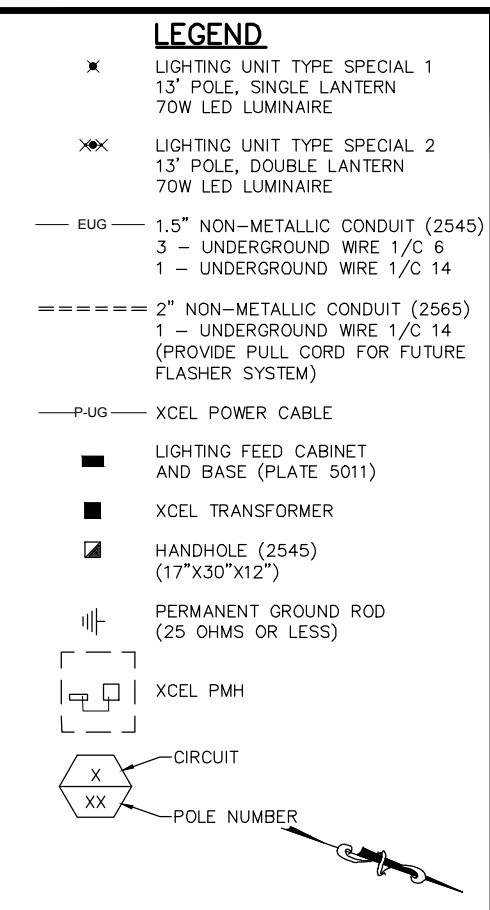 LEGEND
LIGHTING UNIT TYPE SPECIAL 1
13' POLE, SINGLE LANTERN
70W LED LUMINAIRE
LIGHTING UNIT TYPE SPECIAL 2
13' POLE, DOUBLE LANTERN
70W LED LUMINAIRE
EUG 1.5" NON-METALLIC CONDUIT (2545)
3 - UNDERGROUND WIRE 1/C 6
1 - UNDERGROUND WIRE 1/C 14
2" NON-METALLIC CONDUIT (2565)
1 - UNDERGROUND WIRE 1/C 14
(PROVIDE PULL CORD FOR FUTURE
FLASHER SYSTEM)
P-UG XCEL POWER CABLE
LIGHTING FEED CABINET
AND BASE (PLATE 5011)
XCEL TRANSFORMER
HANDHOLE (2545)
(17"X30"X12")
PERMANENT GROUND ROD
(25 OHMS OR LESS)
XCEL PMH
CIRCUIT
X
XX
POLE NUMBER